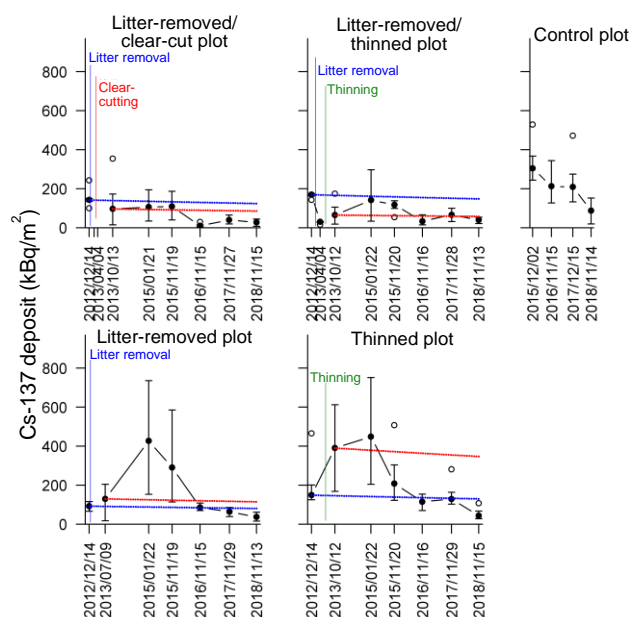 Litter-removed/
clear-cut plot
Litter-removed/
thinned plot
Control plot
Cs-137 deposit (kBq/m²)
800
600
400
200
0
Litter removal
Clear-
cutting
2012/12/14
2013/04/04
2013/10/13
2015/01/21
2015/11/19
2016/11/15
2017/11/27
2018/11/15
Litter removal
Thinning
2012/12/14
2013/04/04
2013/10/12
2015/01/22
2015/11/20
2016/11/16
2017/11/28
2018/11/13
2015/12/02
2016/11/15
2017/12/15
2018/11/14
Litter-removed plot
Thinned plot
800
600
400
200
0
Litter removal
2012/12/14
2013/07/09
2015/01/22
2015/11/19
2016/11/15
2017/11/29
2018/11/13
Thinning
2012/12/14
2013/10/12
2015/01/22
2015/11/20
2016/11/16
2017/11/29
2018/11/15